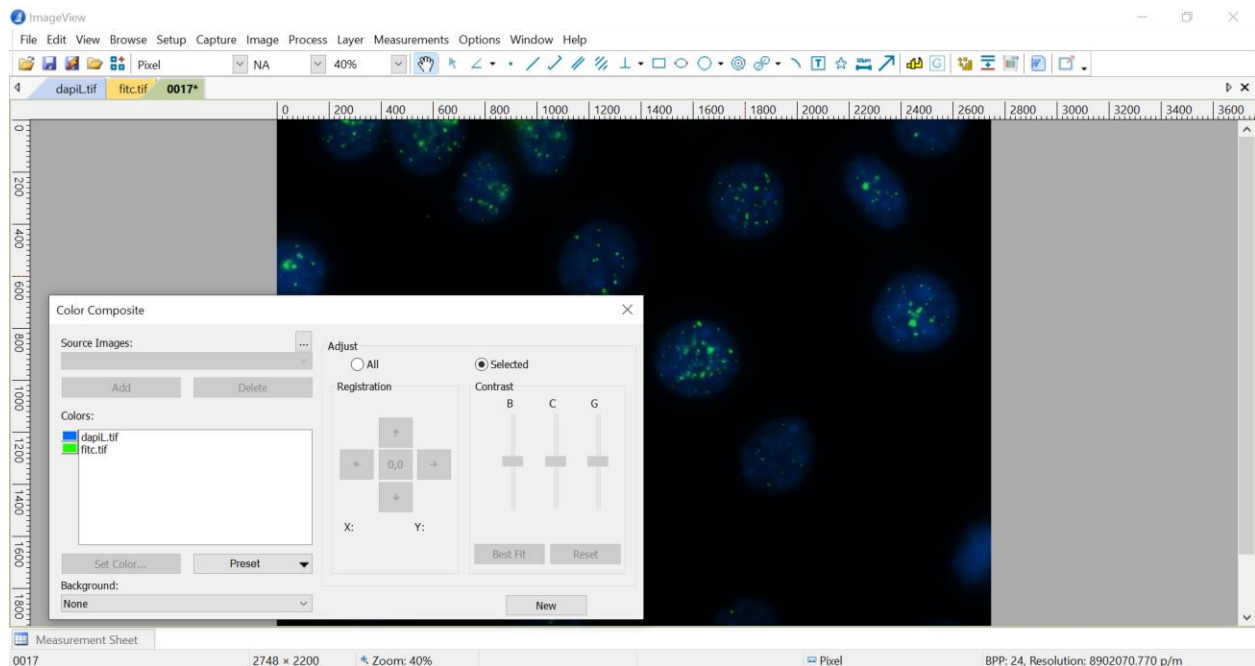 ImageView
File Edit View Browse Setup Capture Image Process Layer Measurements Options Window Help
Pixel NA 40%
dapiL.tif fitc.tif 0017*
0 200 400 600 800 1000 1200 1400 1600 1800 2000 2200 2400 2600 2800 3000 3200 3400 3600
0
200
400
600
800
1000
1200
1400
1600
1800
Color Composite
Source Images: ...
Add Delete
Colors:
dapiL.tif
fitc.tif
Set Color... Preset
Background:
None
Adjust
All Selected
Registration
0,0
X: Y:
Contrast
B C G
Best Fit Reset
New
Measurement Sheet
0017 2748 × 2200 Zoom: 40% Pixel BPP: 24, Resolution: 8902070.770 p/m